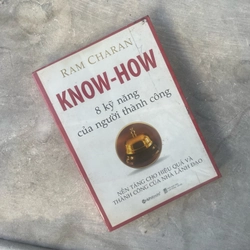 RAM CHARAN
KNOW-HOW
8 kỹ năng
của người thành công
NỀN TẢNG CHO HIỆU QUẢ VÀ
THÀNH CÔNG CỦA NHÀ LÃNH ĐẠO